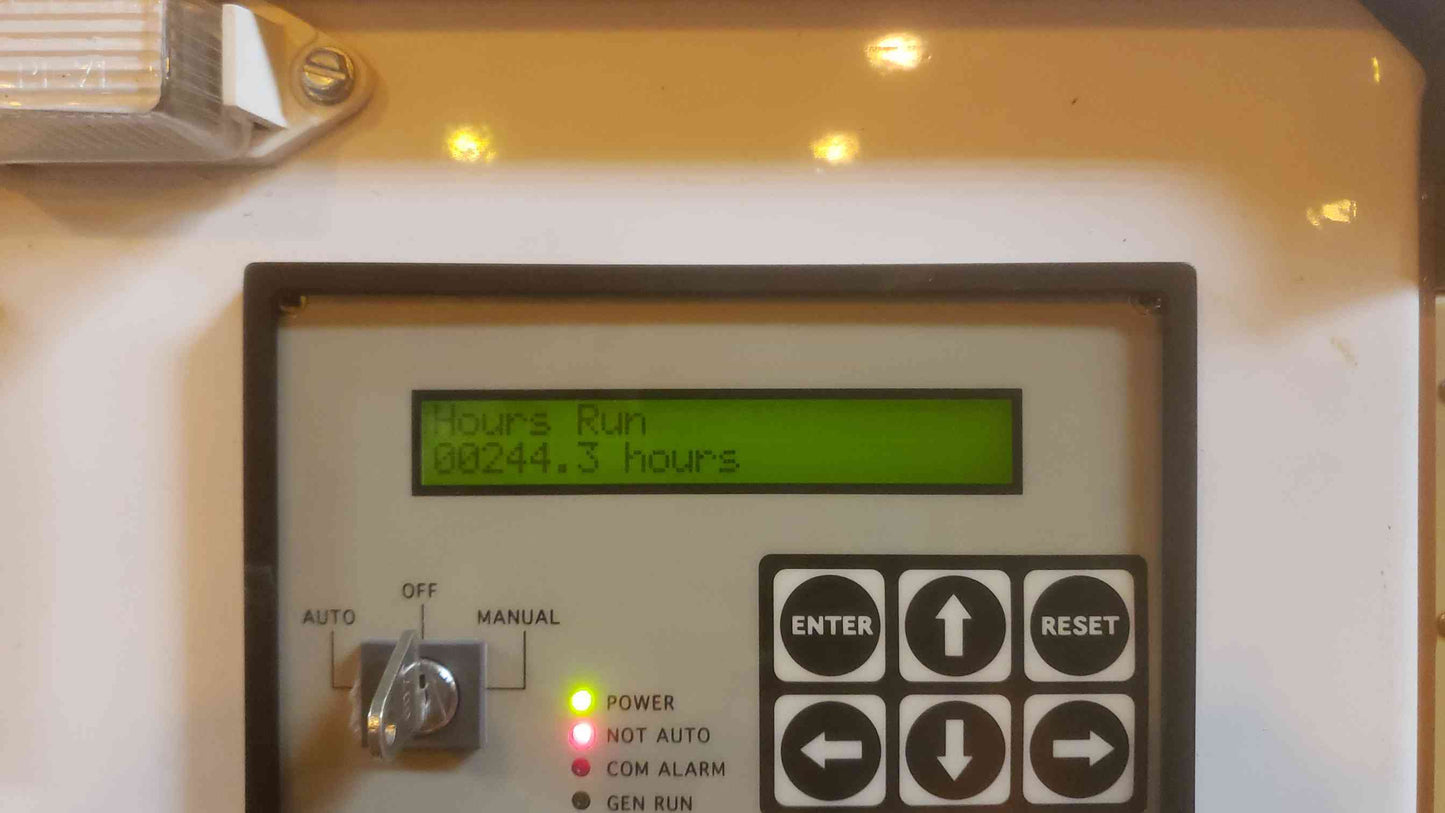 Hours Run
00244.3 hours
OFF
AUTO
MANUAL
ENTER
RESET
POWER
NOT AUTO
COM ALARM
GEN RUN